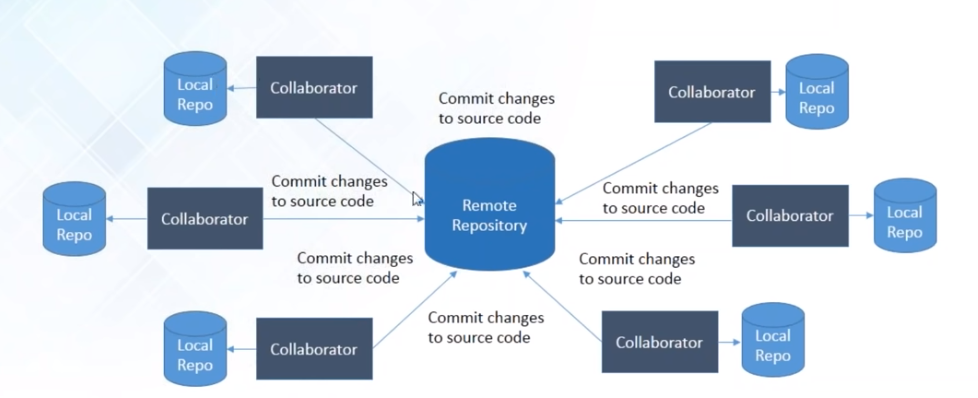 Local
Repo
Collaborator
Commit changes
to source code
Collaborator
Local
Repo
Local
Repo
Collaborator
Commit changes
to source code
Remote
Repository
Commit changes
to source code
Collaborator
Local
Repo
Commit changes
to source code
Commit changes
to source code
Local
Repo
Collaborator
Commit changes
to source code
Collaborator
Local
Repo